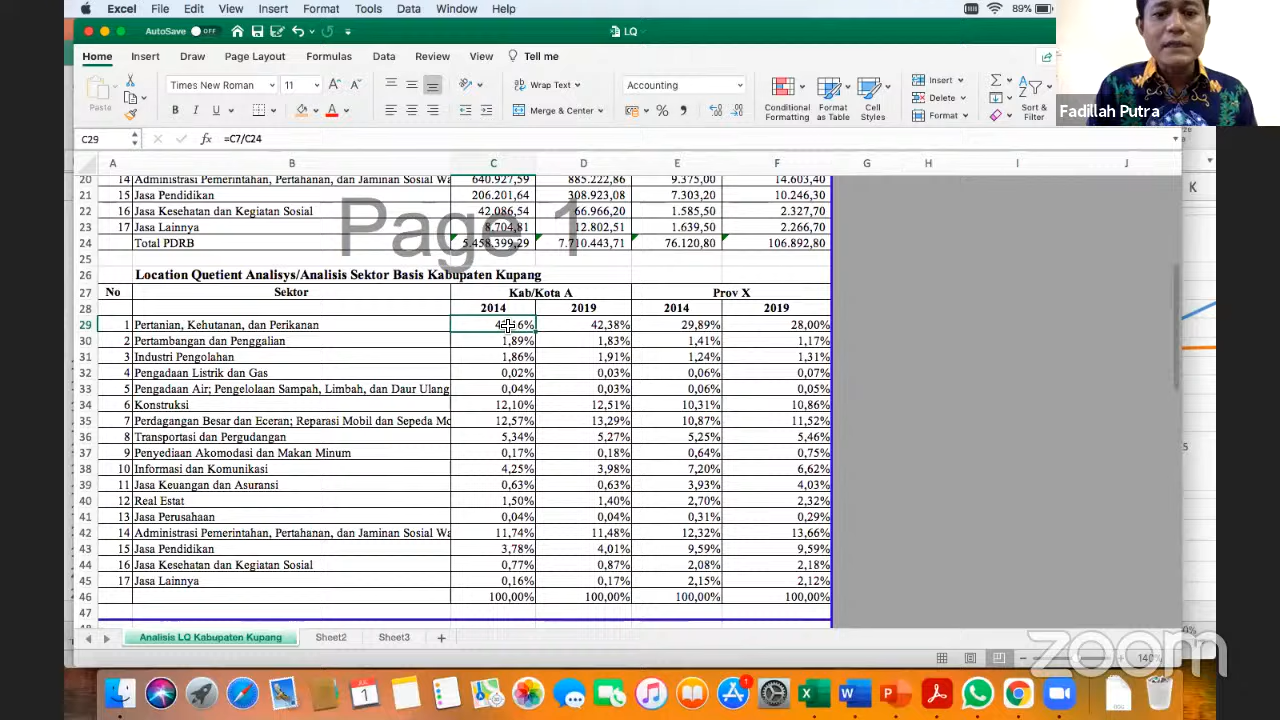 Excel File Edit View Insert Format Tools Data Window Help 89%
AutoSave OFF LQ
Home Insert Draw Page Layout Formulas Data Review View Tell me
Paste Times New Roman 11 Wrap Text Accounting Insert
Merge & Center Conditional Formatting Format as Table Cell Styles Delete Format Sort & Filter
Fadillah Putra
C29 fx =C7/C24
A B C D E F G H I J K
20 14 Administrasi Pemerintahan, Pertahanan, dan Jaminan Sosial Wa 640.927,59 885.222,86 9.375,00 14.603,40
21 15 Jasa Pendidikan 206.201,64 308.923,08 7.303,20 10.246,30
22 16 Jasa Kesehatan dan Kegiatan Sosial 42.086,54 66.966,20 1.585,50 2.327,70
Page 1
23 17 Jasa Lainnya 8.704,81 12.802,51 1.639,50 2.266,70
24 Total PDRB 5.458.399,29 7.710.443,71 76.120,80 106.892,80
25
26 Location Quetient Analisys/Analisis Sektor Basis Kabupaten Kupang
27 No Sektor Kab/Kota A Prov X
28 2014 2019 2014 2019
29 1 Pertanian, Kehutanan, dan Perikanan 42,38% 29,89% 28,00%
30 2 Pertambangan dan Penggalian 1,89% 1,83% 1,41% 1,17%
31 3 Industri Pengolahan 1,86% 1,91% 1,24% 1,31%
32 4 Pengadaan Listrik dan Gas 0,02% 0,03% 0,06% 0,07%
33 5 Pengadaan Air; Pengelolaan Sampah, Limbah, dan Daur Ulang 0,04% 0,03% 0,06% 0,05%
34 6 Konstruksi 12,10% 12,51% 10,31% 10,86%
35 7 Perdagangan Besar dan Eceran; Reparasi Mobil dan Sepeda Mo 12,57% 13,29% 10,87% 11,52%
36 8 Transportasi dan Pergudangan 5,34% 5,27% 5,25% 5,46%
37 9 Penyediaan Akomodasi dan Makan Minum 0,17% 0,18% 0,64% 0,75%
38 10 Informasi dan Komunikasi 4,25% 3,98% 7,20% 6,62%
39 11 Jasa Keuangan dan Asuransi 0,63% 0,63% 3,93% 4,03%
40 12 Real Estat 1,50% 1,40% 2,70% 2,32%
41 13 Jasa Perusahaan 0,04% 0,04% 0,31% 0,29%
42 14 Administrasi Pemerintahan, Pertahanan, dan Jaminan Sosial Wa 11,74% 11,48% 12,32% 13,66%
43 15 Jasa Pendidikan 3,78% 4,01% 9,59% 9,59%
44 16 Jasa Kesehatan dan Kegiatan Sosial 0,77% 0,87% 2,08% 2,18%
45 17 Jasa Lainnya 0,16% 0,17% 2,15% 2,12%
46 100,00% 100,00% 100,00% 100,00%
47
Analisis LQ Kabupaten Kupang Sheet2 Sheet3
140%
zoom
JUL 1
1